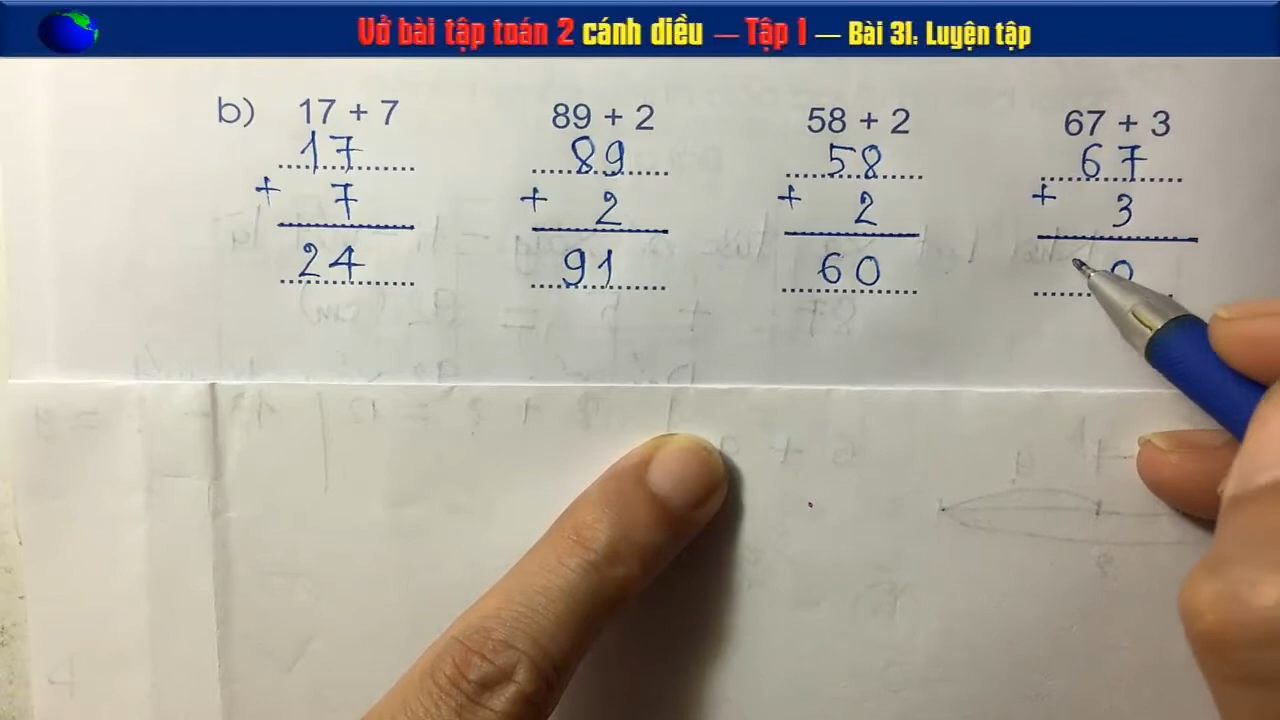 Vở bài tập toán 2 cánh diều – Tập 1 – Bài 31: Luyện tập
b) 17 + 7 89 + 2 58 + 2 67 + 3
17 89 58 67
+ 7 + 2 + 2 + 3
24 91 60 0